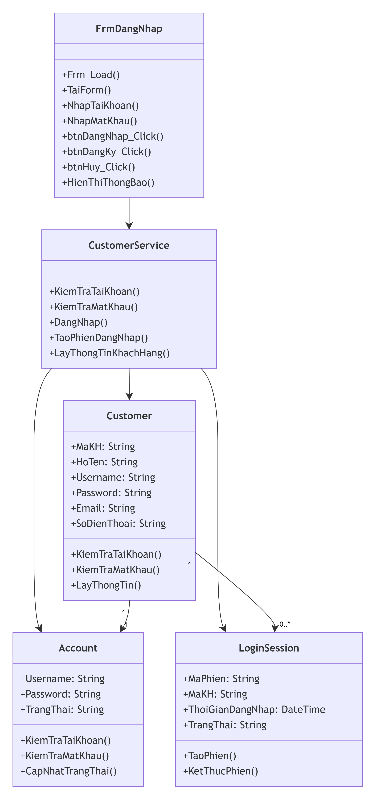 FrmDangNhap
+Frm_Load()
+TaiForm()
+NhapTaiKhoan()
+NhapMatKhau()
+btnDangNhap_Click()
+btnDangKy_Click()
+btnHuy_Click()
+HienThiThongBao()
CustomerService
+KiemTraTaiKhoan()
+KiemTraMatKhau()
+DangNhap()
+TaoPhienDangNhap()
+LayThongTinKhachHang()
Customer
+MaKH: String
+HoTen: String
+Username: String
+Password: String
+Email: String
+SoDienThoai: String
+KiemTraTaiKhoan()
+KiemTraMatKhau()
+LayThongTin()
0..*
Account
-Username: String
-Password: String
-TrangThai: String
+KiemTraTaiKhoan()
+KiemTraMatKhau()
+CapNhatTrangThai()
LoginSession
+MaPhien: String
+MaKH: String
+ThoiGianDangNhap: DateTime
+TrangThai: String
+TaoPhien()
+KetThucPhien()